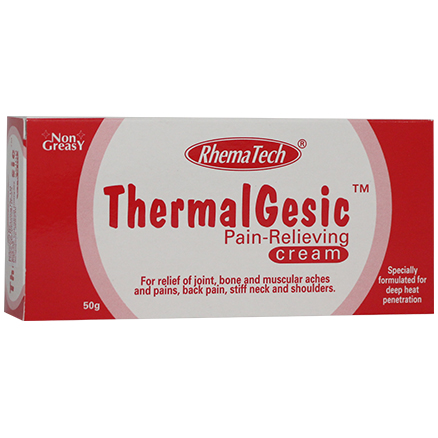 Non
Greasy
RhemaTech®
ThermalGesic™
Pain-Relieving
cream
For relief of joint, bone and muscular aches
and pains, back pain, stiff neck and shoulders.
Specially
formulated for
deep heat
penetration
50g